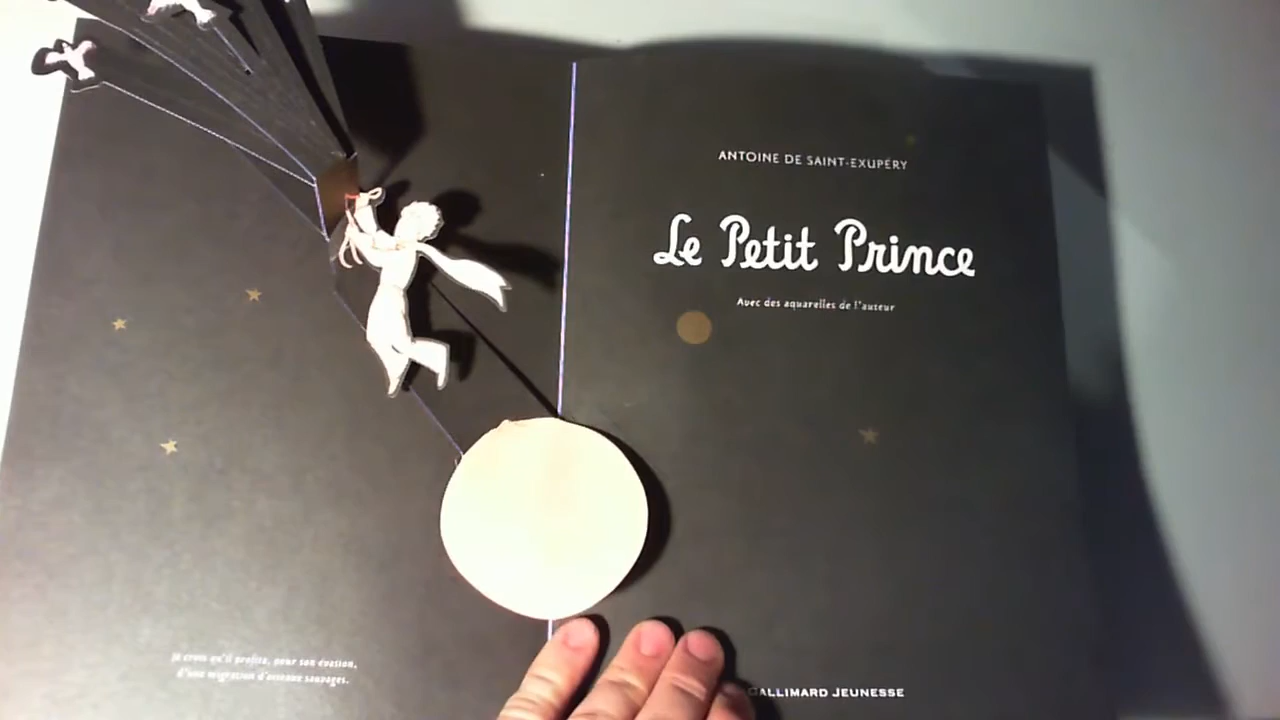 ANTOINE DE SAINT-EXUPÉRY
Le Petit Prince
Avec des aquarelles de l'auteur
Je crois qu'il profita, pour son évasion,
d'une migration d'oiseaux sauvages.
GALLIMARD JEUNESSE